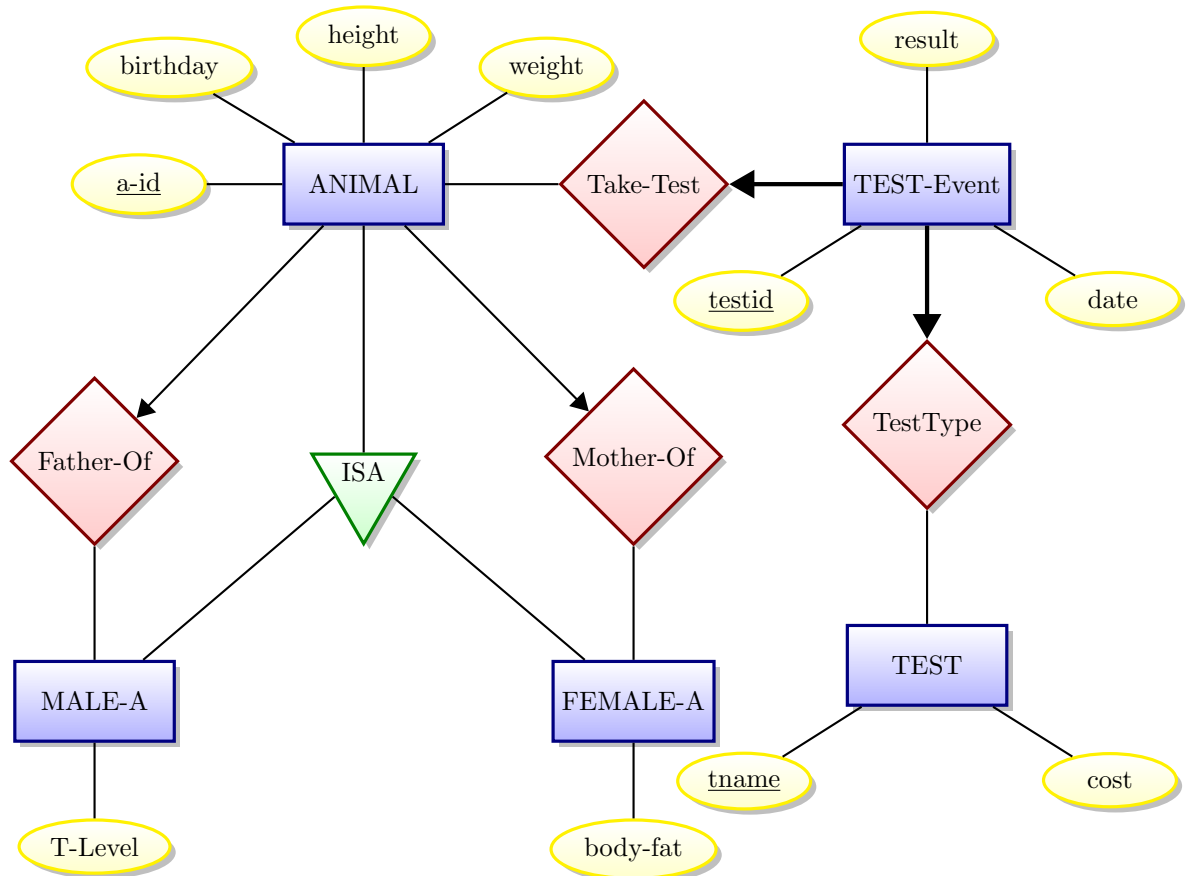 height
result
birthday
weight
a-id
ANIMAL
Take-Test
TEST-Event
testid
date
Father-Of
ISA
Mother-Of
TestType
MALE-A
FEMALE-A
TEST
tname
cost
T-Level
body-fat